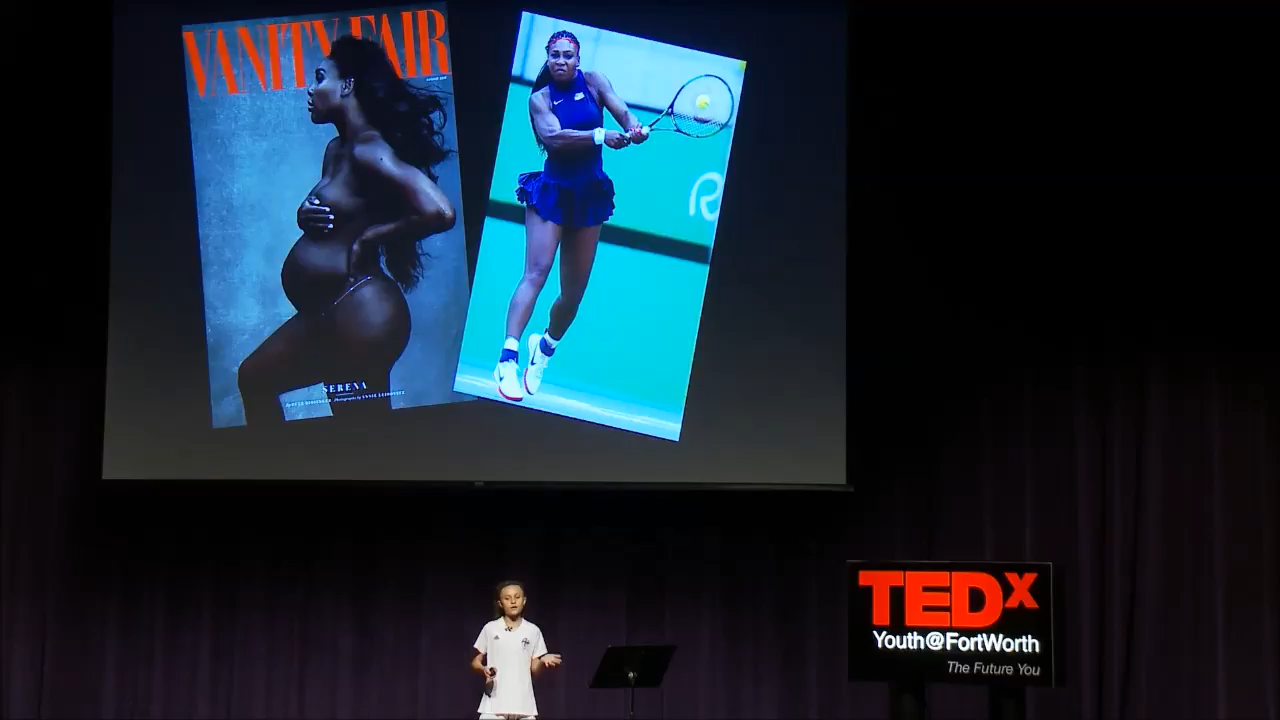 VANITY FAIR
SERENA
TEDx
Youth@FortWorth
The Future You